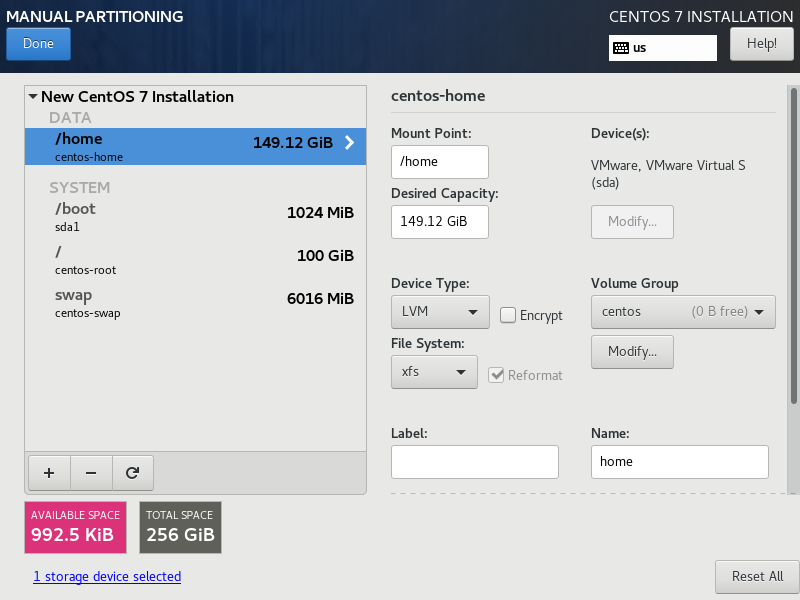 MANUAL PARTITIONING
CENTOS 7 INSTALLATION
Done
us
Help!
New CentOS 7 Installation
DATA
/home
149.12 GiB
centos-home
SYSTEM
/boot
1024 MiB
sda1
/
100 GiB
centos-root
swap
6016 MiB
centos-swap
+
−
AVAILABLE SPACE
992.5 KiB
TOTAL SPACE
256 GiB
1 storage device selected
centos-home
Mount Point:
/home
Device(s):
VMware, VMware Virtual S
(sda)
Desired Capacity:
149.12 GiB
Modify...
Device Type:
LVM
Encrypt
Volume Group
centos (0 B free)
Modify...
File System:
xfs
Reformat
Label:
Name:
home
Reset All